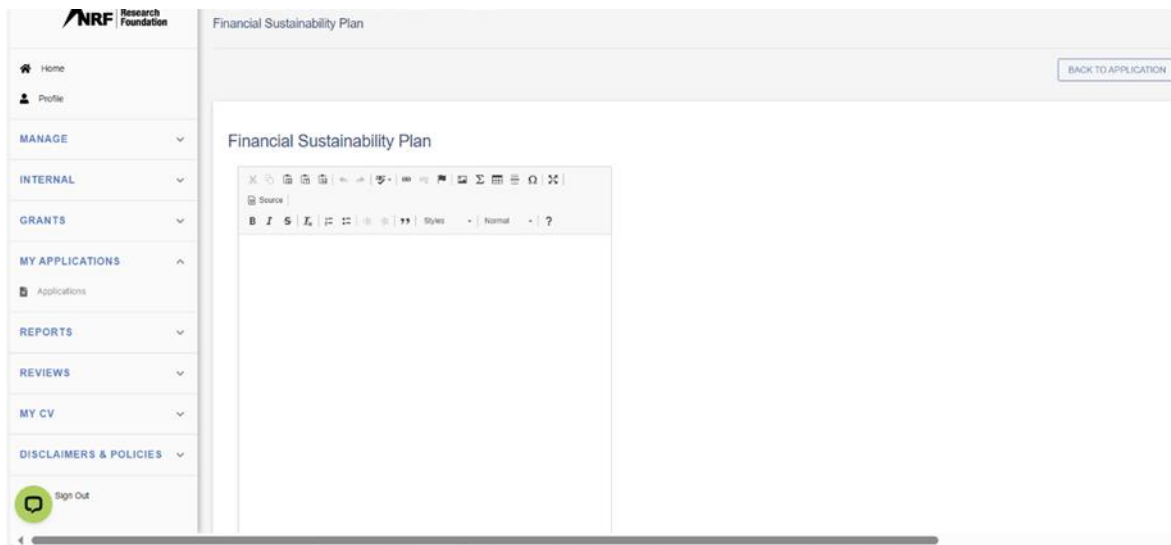 NRF Research
Foundation
Financial Sustainability Plan
Home
BACK TO APPLICATION
Profile
MANAGE
Financial Sustainability Plan
INTERNAL
Source
GRANTS
B I S Ix Styles Normal ?
MY APPLICATIONS
Applications
REPORTS
REVIEWS
MY CV
DISCLAIMERS & POLICIES
Sign Out